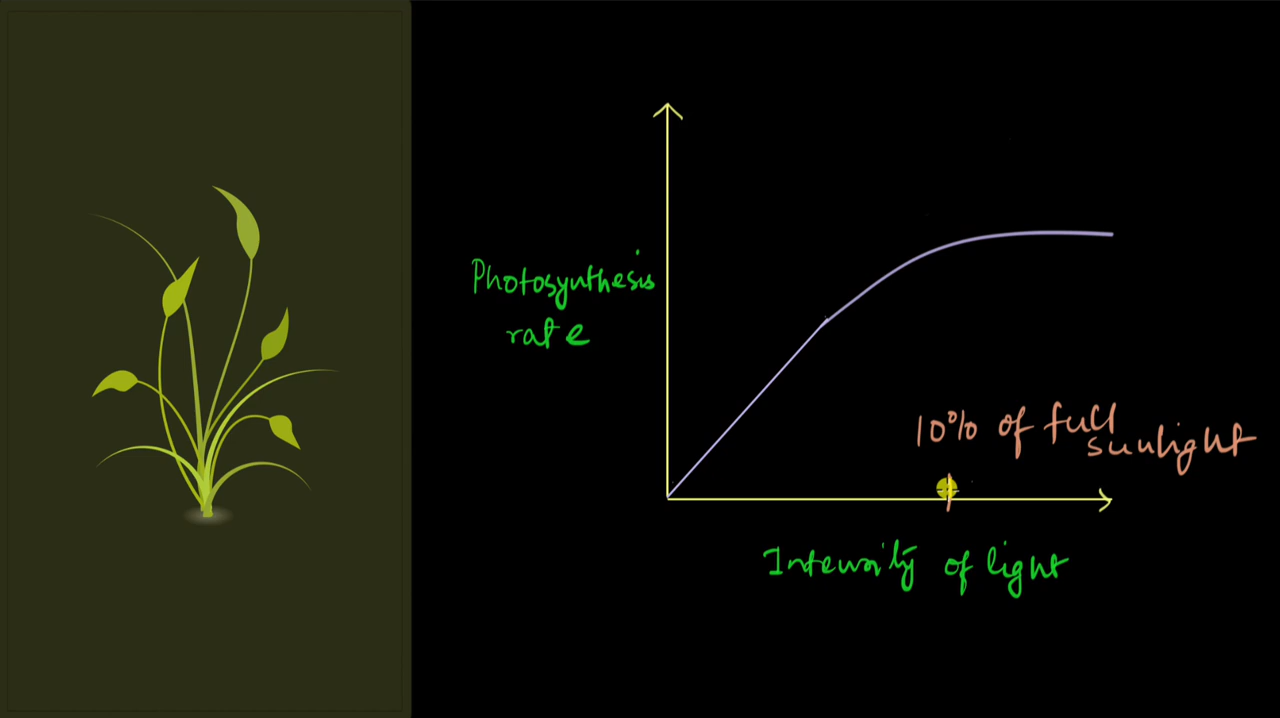 Photosynthesis
rate
10% of full
sunlight
Intensity of light